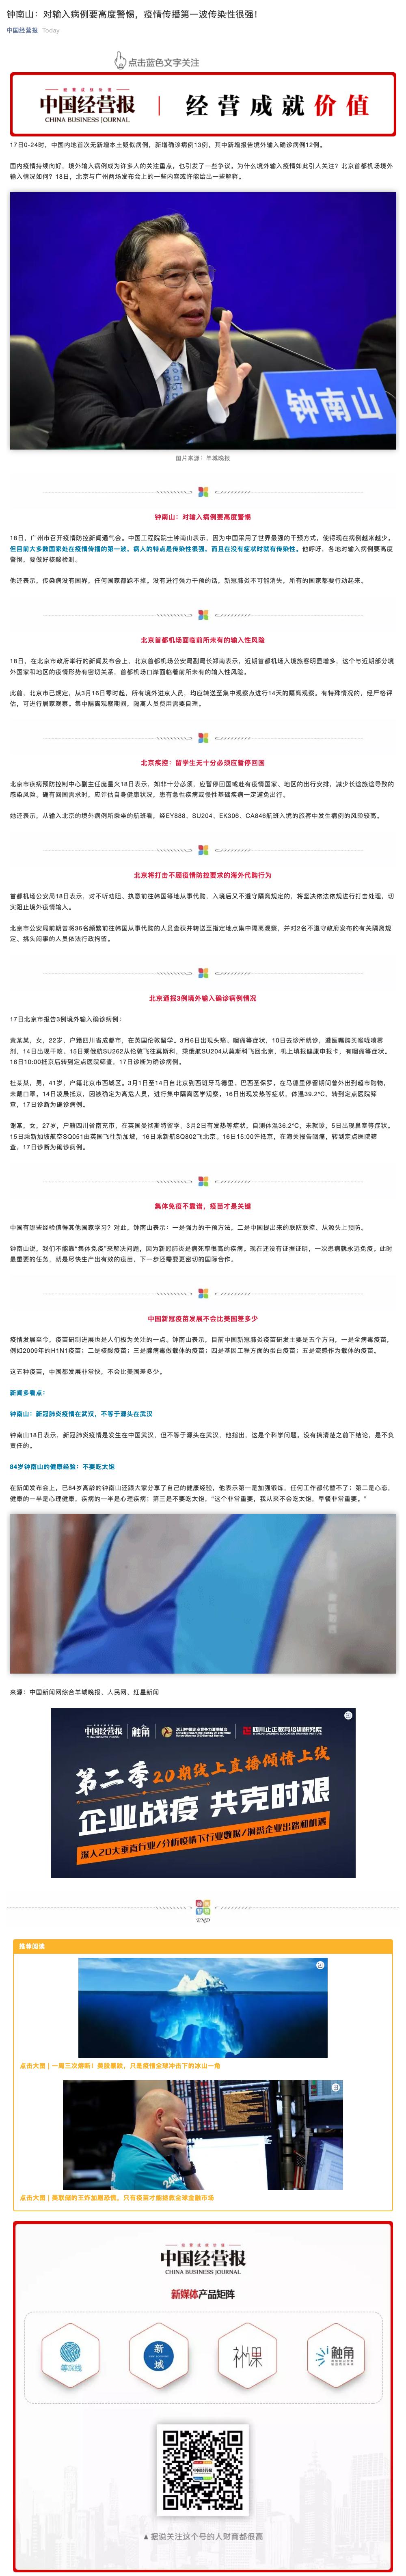 钟南山：对输入病例要高度警惕，疫情传播第一波传染性很强！
中国经营报 Today
点击蓝色文字关注
中国经营报
CHINA BUSINESS JOURNAL
经营成就价值
17日0-24时，中国内地首次无新增本土疑似病例，新增确诊病例13例，其中新增报告境外输入确诊病例12例。
国内疫情持续向好，境外输入病例成为许多人的关注重点，也引发了一些争议。为什么境外输入疫情如此引人关注？北京首都机场境外
输入情况如何？18日，北京与广州两场发布会上的一些内容或许能给出一些解释。
钟南山
图片来源：羊城晚报
钟南山：对输入病例要高度警惕
18日，广州市召开疫情防控新闻通气会。中国工程院院士钟南山表示，因为中国采用了世界最强的干预方式，使得现在病例越来越少。
但目前大多数国家处在疫情传播的第一波，病人的特点是传染性很强，而且在没有症状时就有传染性。他呼吁，各地对输入病例要高度
警惕，要做好核酸检测。
他还表示，传染病没有国界，任何国家都跑不掉。没有进行强力干预的话，新冠肺炎不可能消失，所有的国家都要行动起来。
北京首都机场面临前所未有的输入性风险
18日，在北京市政府举行的新闻发布会上，北京首都机场公安局副局长郑南表示，近期首都机场入境旅客明显增多，这个与近期部分境
外国家和地区的疫情形势有密切关系，首都机场口岸面临着前所未有的输入性风险。
此前，北京市已规定，从3月16日零时起，所有境外进京人员，均应转送至集中观察点进行14天的隔离观察。有特殊情况的，经严格评
估，可进行居家观察。集中隔离观察期间，隔离人员费用需要自理。
北京疾控：留学生无十分必须应暂停回国
北京市疾病预防控制中心副主任庞星火18日表示，如非十分必须，应暂停回国或赴有疫情国家、地区的出行安排，减少长途旅途导致的
感染风险。确有回国需求时，应评估自身健康状况，患有急性疾病或慢性基础疾病一定避免出行。
她还表示，从输入北京的境外病例所乘坐的航班看，经EY888、SU204、EK306、CA846航班入境的旅客中发生病例的风险较高。
北京将打击不顾疫情防控要求的海外代购行为
首都机场公安局18日表示，对不听劝阻、执意前往韩国等地从事代购，入境后又不遵守隔离规定的，将坚决依法依规进行打击处理，切
实阻止境外疫情输入。
北京市公安局前期曾将36名频繁前往韩国从事代购的人员查获并转送至指定地点集中隔离观察，并对2名不遵守政府发布的有关隔离规
定，挑头闹事的人员依法行政拘留。
北京通报3例境外输入确诊病例情况
17日北京市报告3例境外输入确诊病例：
黄某某，女，22岁，户籍四川省成都市，在英国伦敦留学。3月6日出现头痛、咽痛等症状，10日去诊所就诊，遵医嘱购买喉咙喷雾
剂，14日出现干咳。15日乘俄航SU262从伦敦飞往莫斯科，乘俄航SU204从莫斯科飞回北京，机上填报健康申报卡，有咽痛等症状。
16日10:00抵京后转到定点医院筛查，17日诊断为确诊病例。
杜某某，男，41岁，户籍北京市西城区。3月1日至14日自北京到西班牙马德里、巴西圣保罗。在马德里停留期间曾外出到超市购物，
未戴口罩。14日凌晨抵京，因被确定为高危人员，进行集中隔离医学观察。16日出现发热等症状，体温39.2℃，转到定点医院筛
查，17日诊断为确诊病例。
谢某，女，27岁，户籍四川省南充市，在英国曼彻斯特留学。3月2日有发热等症状，自测体温36.2℃，未就诊，5日出现鼻塞等症状。
15日乘新加坡航空SQ051由英国飞往新加坡，16日乘新航SQ802飞北京。16日15:00许抵京，在海关报告咽痛，转到定点医院筛
查，17日诊断为确诊病例。
集体免疫不靠谱，疫苗才是关键
中国有哪些经验值得其他国家学习？对此，钟南山表示：一是强力的干预方法，二是中国提出来的联防联控、从源头上预防。
钟南山说，我们不能靠“集体免疫”来解决问题，因为新冠肺炎是病死率很高的疾病。现在还没有证据证明，一次患病就永远免疫。此时
最重要的任务，就是尽快生产出有效的疫苗，下一步还需要更密切的国际合作。
中国新冠疫苗发展不会比美国差多少
疫情发展至今，疫苗研制进展也是人们极为关注的一点。钟南山表示，目前中国新冠肺炎疫苗研发主要是五个方向，一是全病毒疫苗，
例如2009年的H1N1疫苗；二是核酸疫苗；三是腺病毒做载体的疫苗；四是基因工程方面的蛋白疫苗；五是流感作为载体的疫苗。
这五种疫苗，中国都发展非常快，不会比美国差多少。
新闻多看点：
钟南山：新冠肺炎疫情在武汉，不等于源头在武汉
钟南山18日表示，新冠肺炎疫情是发生在中国武汉，但不等于源头在武汉，他指出，这是个科学问题。没有搞清楚之前下结论，是不负
责任的。
84岁钟南山的健康经验：不要吃太饱
在新闻发布会上，已84岁高龄的钟南山还跟大家分享了自己的健康经验，他表示第一是加强锻炼，任何工作都代替不了；第二是心态，
健康的一半是心理健康，疾病的一半是心理疾病；第三是不要吃太饱，“这个非常重要，我从来不会吃太饱，早餐非常重要。”
来源：中国新闻网综合羊城晚报、人民网、红星新闻
中国经营报
触角
第二季20期线上直播倾情上线
企业战疫 共克时艰
深入20大垂直行业/分析疫情下行业数据/洞悉企业出路和机遇
END
推荐阅读
点击大图 | 一周三次熔断！美股暴跌，只是疫情全球冲击下的冰山一角
点击大图 | 美联储的王炸加剧恐慌，只有疫苗才能拯救全球金融市场
中国经营报
CHINA BUSINESS JOURNAL
新媒体产品矩阵
等深线
新域
触角
中国经营报
▲据说关注这个号的人财商都很高